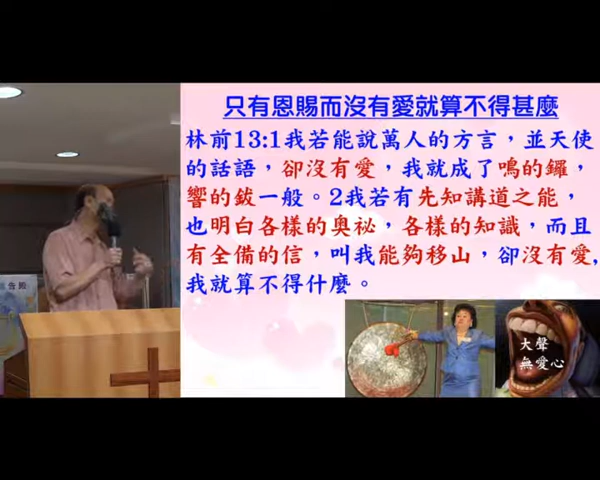 只有恩賜而沒有愛就算不得甚麼
林前13:1我若能說萬人的方言，並天使
的話語，卻沒有愛，我就成了鳴的鑼，
響的鈸一般。2我若有先知講道之能，
也明白各樣的奧祕，各樣的知識，而且
有全備的信，叫我能夠移山，卻沒有愛,
我就算不得什麼。
大聲
無愛心